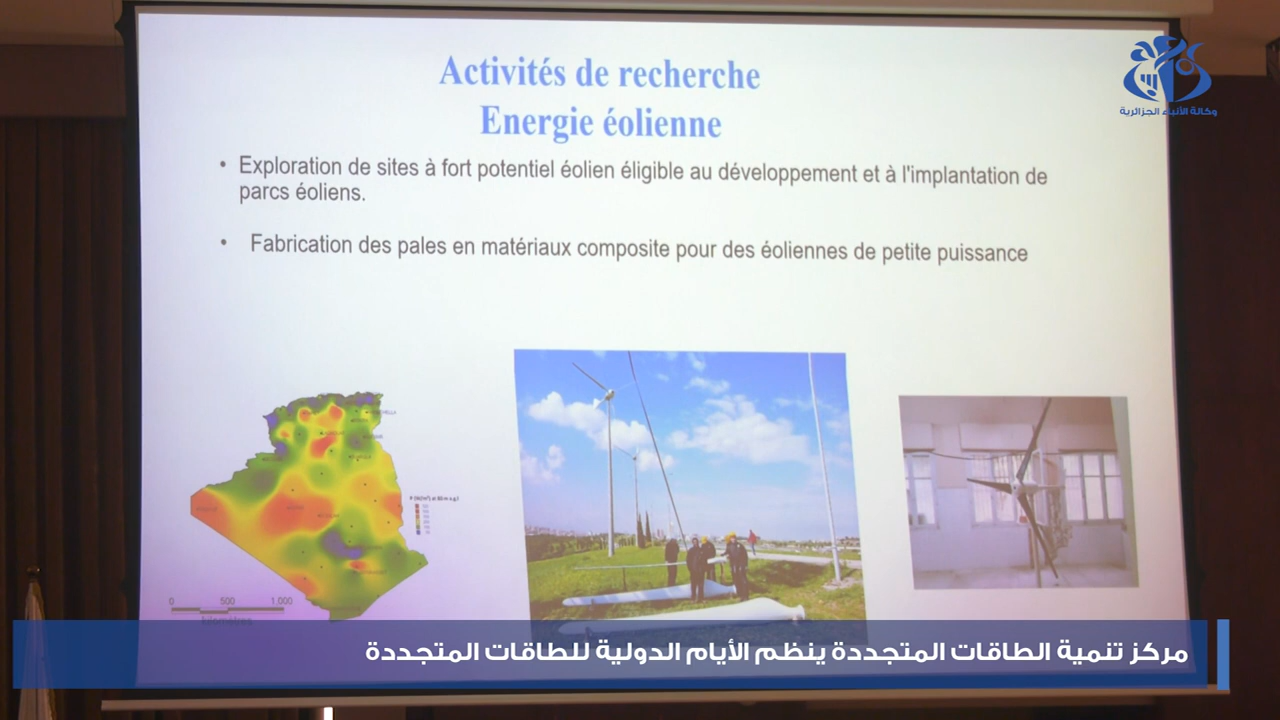 وكالة الأنباء الجزائرية
Activités de recherche
Energie éolienne
• Exploration de sites à fort potentiel éolien éligible au développement et à l'implantation de
parcs éoliens.
• Fabrication des pales en matériaux composite pour des éoliennes de petite puissance
0 500 1 000
kilomètres
مركز تنمية الطاقات المتجددة ينظم الأيام الدولية للطاقات المتجددة